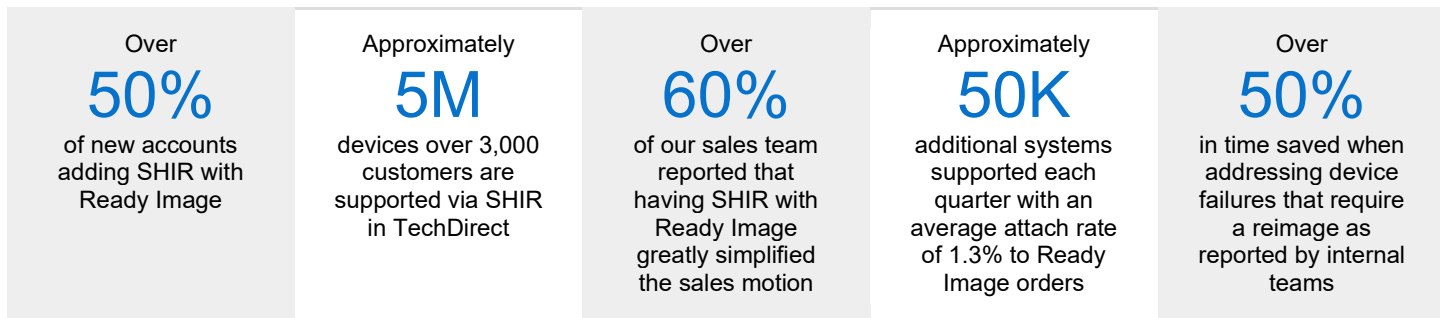 Over
50%
of new accounts
adding SHIR with
Ready Image
Approximately
5M
devices over 3,000
customers are
supported via SHIR
in TechDirect
Over
60%
of our sales team
reported that
having SHIR with
Ready Image
greatly simplified
the sales motion
Approximately
50K
additional systems
supported each
quarter with an
average attach rate
of 1.3% to Ready
Image orders
Over
50%
in time saved when
addressing device
failures that require
a reimage as
reported by internal
teams